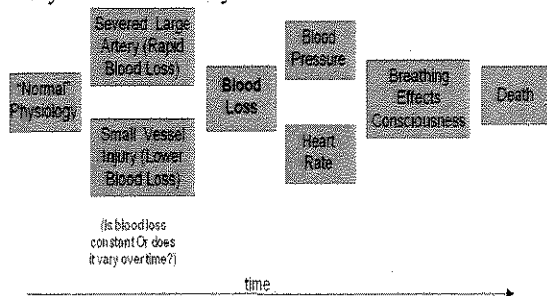 Severed Large
Artery (Rapid
Blood Loss)
Blood
Pressure
"Normal"
Physiology
Blood
Loss
Breathing
Effects
Consciousness
Death
Small Vessel
Injury (Lower
Blood Loss)
Heart
Rate
(Is blood loss
constant Or does
it vary over time?)
time